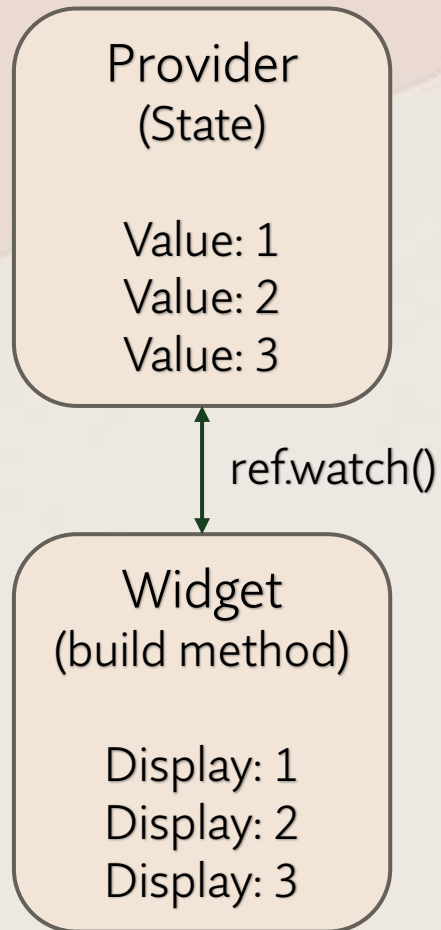 Provider
(State)
Value: 1
Value: 2
Value: 3
ref.watch()
Widget
(build method)
Display: 1
Display: 2
Display: 3